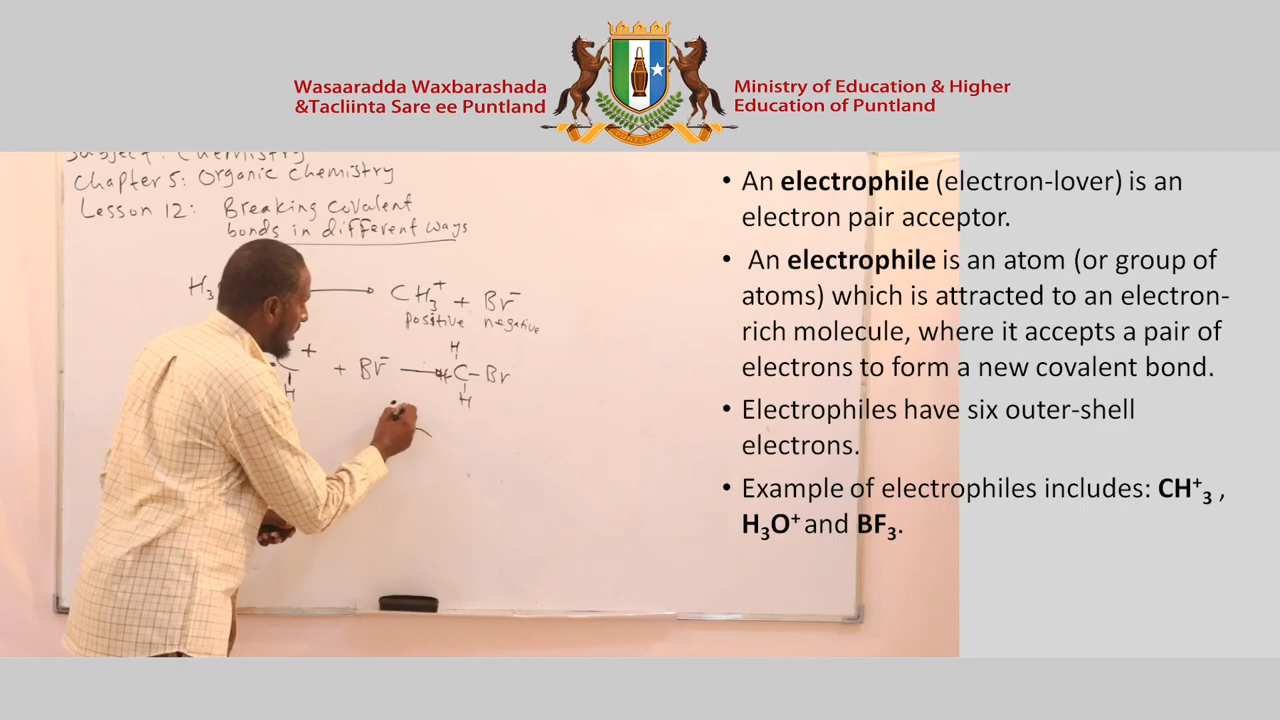 Wasaaradda Waxbarashada
&Tacliinta Sare ee Puntland
Ministry of Education & Higher
Education of Puntland
Subject: Chemistry
Chapter 5: Organic Chemistry
Lesson 12: Breaking covalent
bonds in different ways
H₃ → CH₃⁺ + Br⁻
positive negative
H
C⁺ + Br⁻ → H C – Br
H H
• An electrophile (electron-lover) is an
electron pair acceptor.
• An electrophile is an atom (or group of
atoms) which is attracted to an electron-
rich molecule, where it accepts a pair of
electrons to form a new covalent bond.
• Electrophiles have six outer-shell
electrons.
• Example of electrophiles includes: CH⁺₃ ,
H₃O⁺ and BF₃.